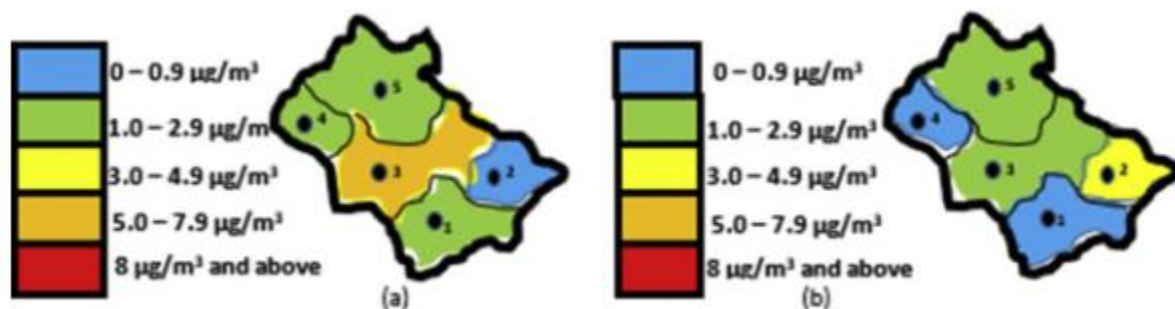 0 – 0.9 µg/m³
1.0 – 2.9 µg/m
3.0 – 4.9 µg/m³
5.0 – 7.9 µg/m³
8 µg/m³ and above
5
4
3
2
1
(a)
0 – 0.9 µg/m³
1.0 – 2.9 µg/m³
3.0 – 4.9 µg/m³
5.0 – 7.9 µg/m³
8 µg/m³ and above
5
4
3
2
1
(b)